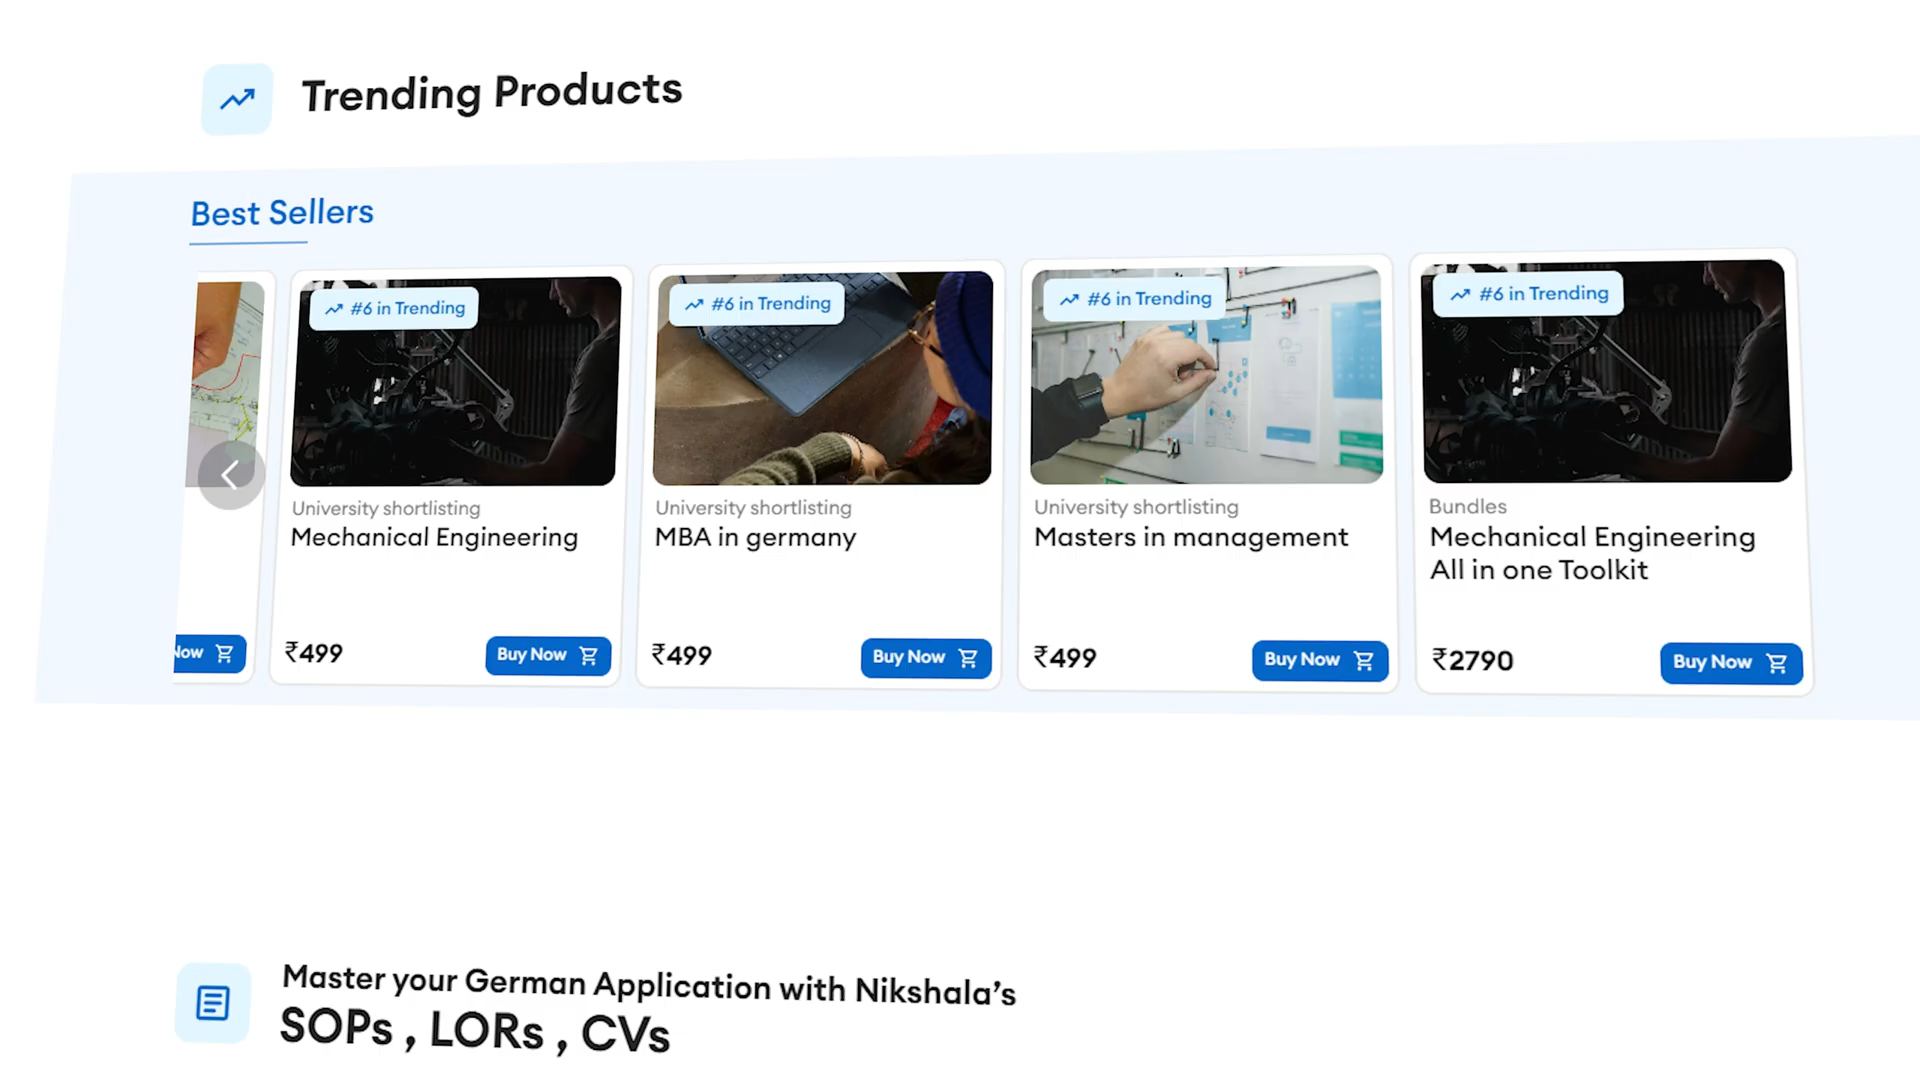 Trending Products
Best Sellers
#6 in Trending
University shortlisting
Mechanical Engineering
₹499
Buy Now
#6 in Trending
University shortlisting
MBA in germany
₹499
Buy Now
#6 in Trending
University shortlisting
Masters in management
₹499
Buy Now
#6 in Trending
Bundles
Mechanical Engineering
All in one Toolkit
₹2790
Buy Now
Master your German Application with Nikshala’s
SOPs , LORs , CVs